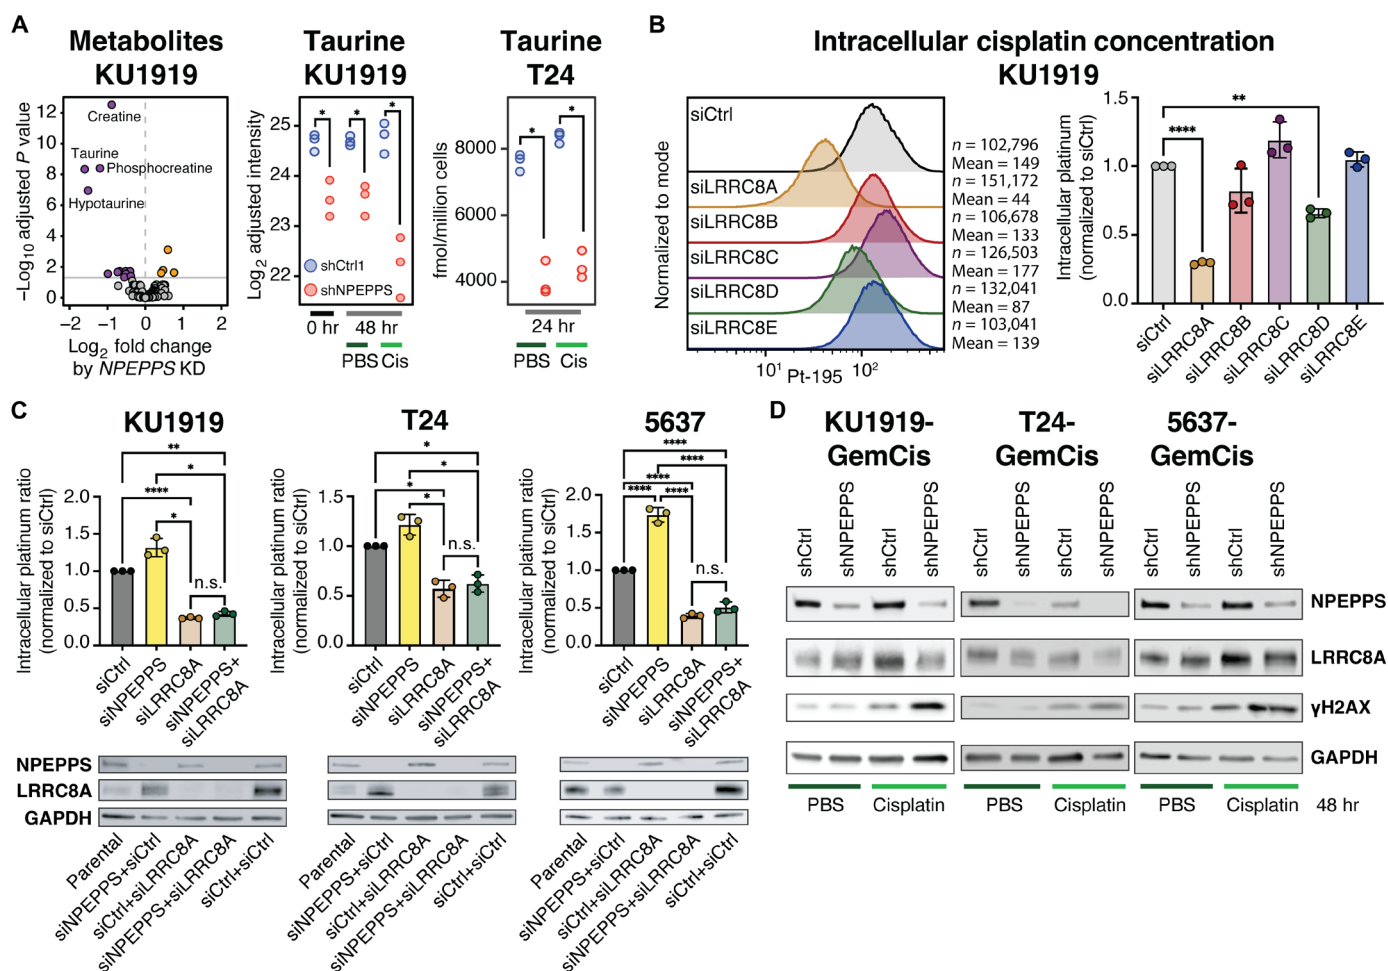 A
Metabolites
KU1919
−Log10 adjusted P value
12
10
8
6
4
2
0
Creatine
Taurine
Phosphocreatine
Hypotaurine
−2 −1 0 1 2
Log2 fold change
by NPEPPS KD
Taurine
KU1919
Log2 adjusted intensity
25
24
23
22
* * *
shCtrl1
shNPEPPS
0 hr 48 hr
PBS Cis
Taurine
T24
fmol/million cells
8000
6000
4000
* *
24 hr
PBS Cis
B
Intracellular cisplatin concentration
KU1919
Normalized to mode
siCtrl
siLRRC8A
siLRRC8B
siLRRC8C
siLRRC8D
siLRRC8E
n = 102,796
Mean = 149
n = 151,172
Mean = 44
n = 106,678
Mean = 133
n = 126,503
Mean = 177
n = 132,041
Mean = 87
n = 103,041
Mean = 139
10¹ Pt-195 10²
Intracellular platinum
(normalized to siCtrl)
1.5
1.0
0.5
0.0
**
****
siCtrl
siLRRC8A
siLRRC8B
siLRRC8C
siLRRC8D
siLRRC8E
C
KU1919
Intracellular platinum ratio
(normalized to siCtrl)
2.0
1.5
1.0
0.5
0.0
**
*
****
*
n.s.
siCtrl
siNPEPPS
siLRRC8A
siNPEPPS+
siLRRC8A
T24
Intracellular platinum ratio
(normalized to siCtrl)
1.5
1.0
0.5
0.0
*
*
*
*
n.s.
siCtrl
siNPEPPS
siLRRC8A
siNPEPPS+
siLRRC8A
5637
Intracellular platinum ratio
(normalized to siCtrl)
2.0
1.5
1.0
0.5
0.0
****
****
****
**** ****
n.s.
siCtrl
siNPEPPS
siLRRC8A
siNPEPPS+
siLRRC8A
NPEPPS
LRRC8A
GAPDH
Parental
siNPEPPS+siCtrl
siCtrl+siLRRC8A
siNPEPPS+siLRRC8A
siCtrl+siCtrl
Parental
siNPEPPS+siCtrl
siCtrl+siLRRC8A
siNPEPPS+siLRRC8A
siCtrl+siCtrl
Parental
siNPEPPS+siCtrl
siCtrl+siLRRC8A
siNPEPPS+siLRRC8A
siCtrl+siCtrl
D
KU1919-
GemCis
T24-
GemCis
5637-
GemCis
shCtrl
shNPEPPS
shCtrl
shNPEPPS
shCtrl
shNPEPPS
shCtrl
shNPEPPS
shCtrl
shNPEPPS
shCtrl
shNPEPPS
NPEPPS
LRRC8A
γH2AX
GAPDH
PBS Cisplatin PBS Cisplatin PBS Cisplatin 48 hr